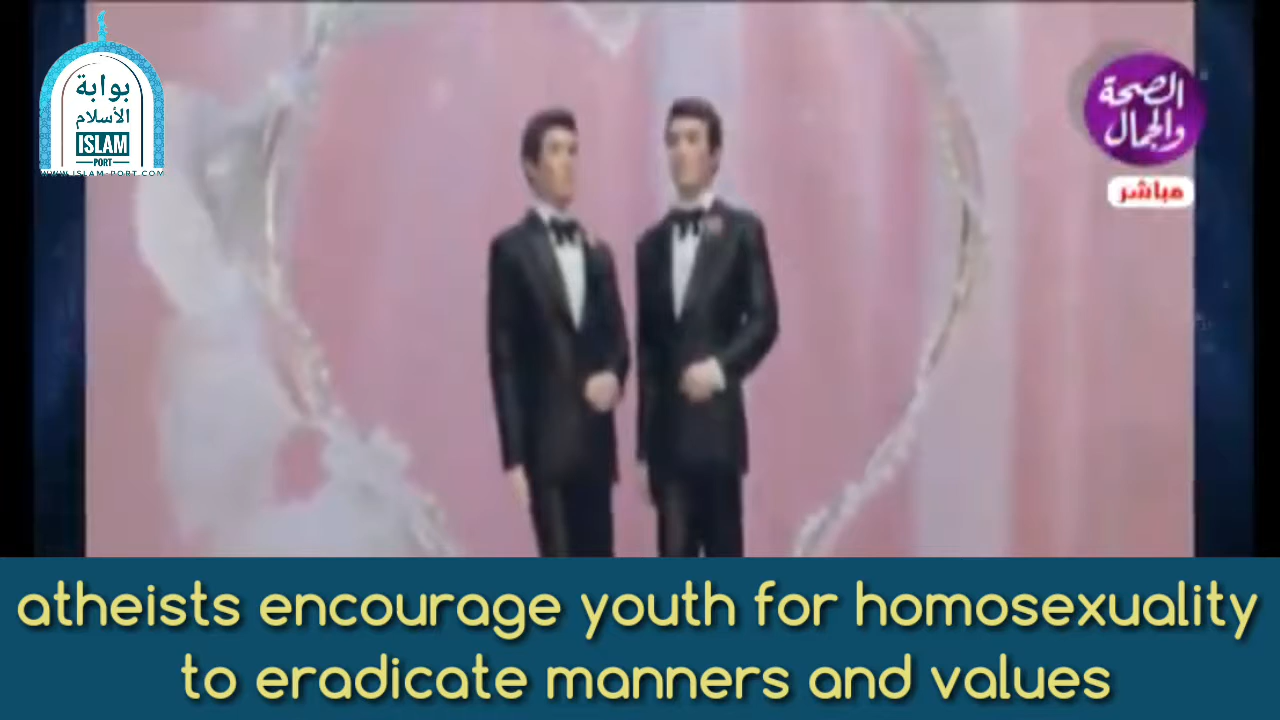 بوابة
الأسلام
ISLAM
PORT
WWW.ISLAM-PORT.COM
الصحة
والجمال
مباشر
atheists encourage youth for homosexuality
to eradicate manners and values